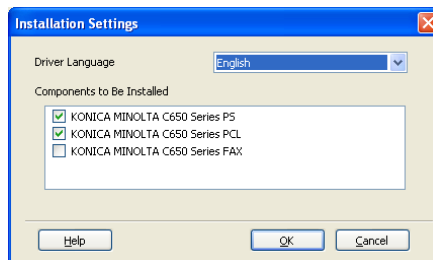 Installation Settings
Driver Language English
Components to Be Installed
KONICA MINOLTA C650 Series PS
KONICA MINOLTA C650 Series PCL
KONICA MINOLTA C650 Series FAX
Help OK Cancel